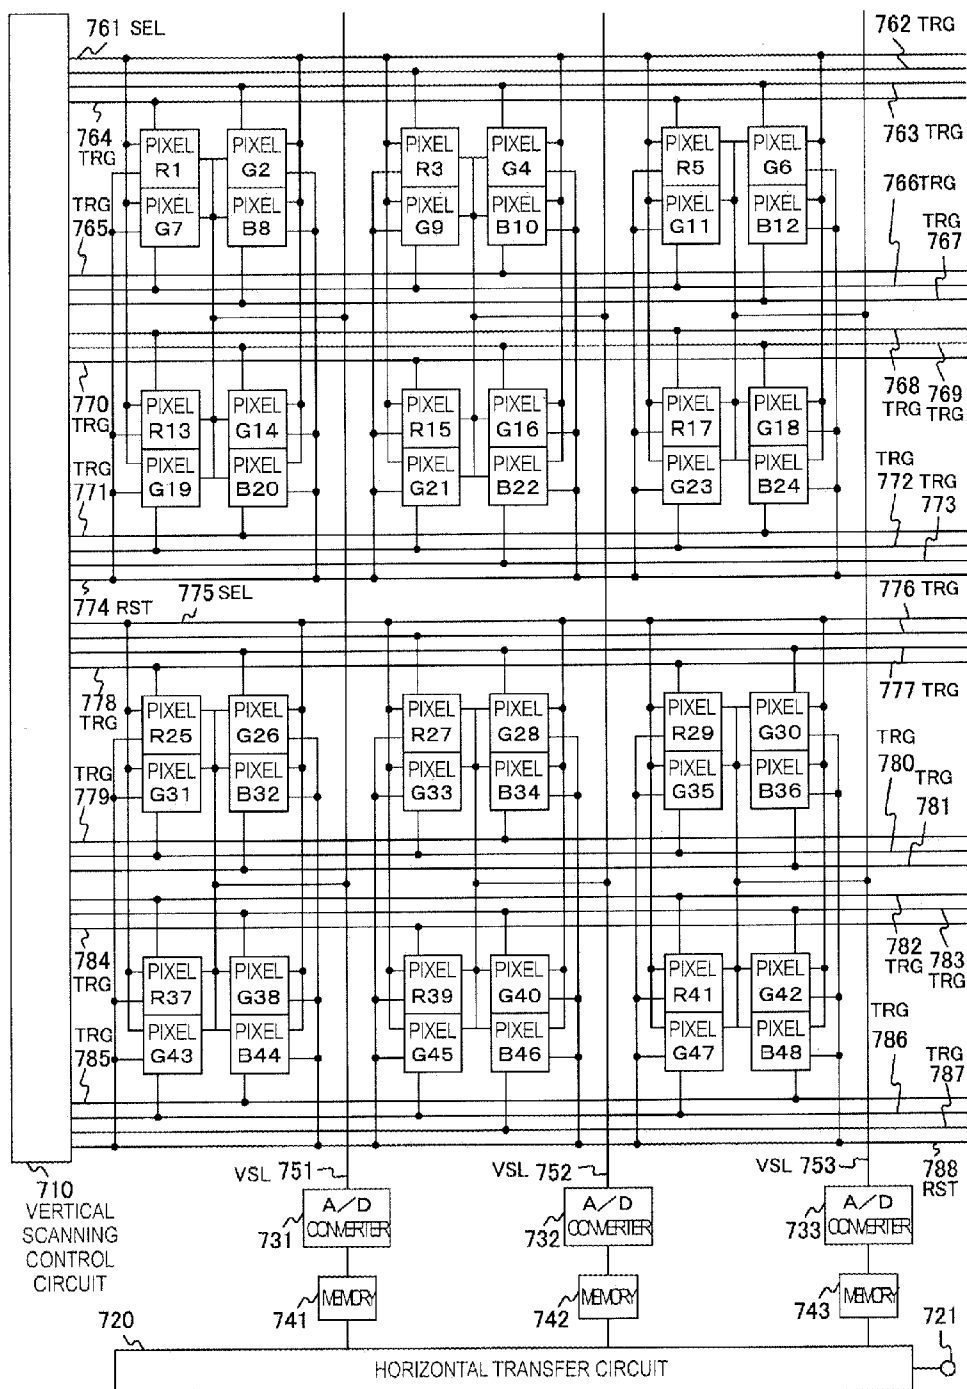 761 SEL
762 TRG
764
TRG
763 TRG
PIXEL
R1
PIXEL
G2
PIXEL
R3
PIXEL
G4
PIXEL
R5
PIXEL
G6
766 TRG
TRG
765
PIXEL
G7
PIXEL
B8
PIXEL
G9
PIXEL
B10
PIXEL
G11
PIXEL
B12
TRG
767
770
TRG
768
TRG
769
TRG
PIXEL
R13
PIXEL
G14
PIXEL
R15
PIXEL
G16
PIXEL
R17
PIXEL
G18
TRG
771
PIXEL
G19
PIXEL
B20
PIXEL
G21
PIXEL
B22
PIXEL
G23
PIXEL
B24
TRG
772 TRG
773
774 RST
775 SEL
776 TRG
778
TRG
777 TRG
PIXEL
R25
PIXEL
G26
PIXEL
R27
PIXEL
G28
PIXEL
R29
PIXEL
G30
TRG
779
PIXEL
G31
PIXEL
B32
PIXEL
G33
PIXEL
B34
PIXEL
G35
PIXEL
B36
TRG
780 TRG
781
784
TRG
782
TRG
783
TRG
PIXEL
R37
PIXEL
G38
PIXEL
R39
PIXEL
G40
PIXEL
R41
PIXEL
G42
TRG
785
PIXEL
G43
PIXEL
B44
PIXEL
G45
PIXEL
B46
PIXEL
G47
PIXEL
B48
TRG
786
TRG
787
788
RST
710
VERTICAL
SCANNING
CONTROL
CIRCUIT
VSL 751
VSL 752
VSL 753
A/D
CONVERTER
731
A/D
CONVERTER
732
A/D
CONVERTER
733
MEMORY
741
MEMORY
742
MEMORY
743
720
721
HORIZONTAL TRANSFER CIRCUIT